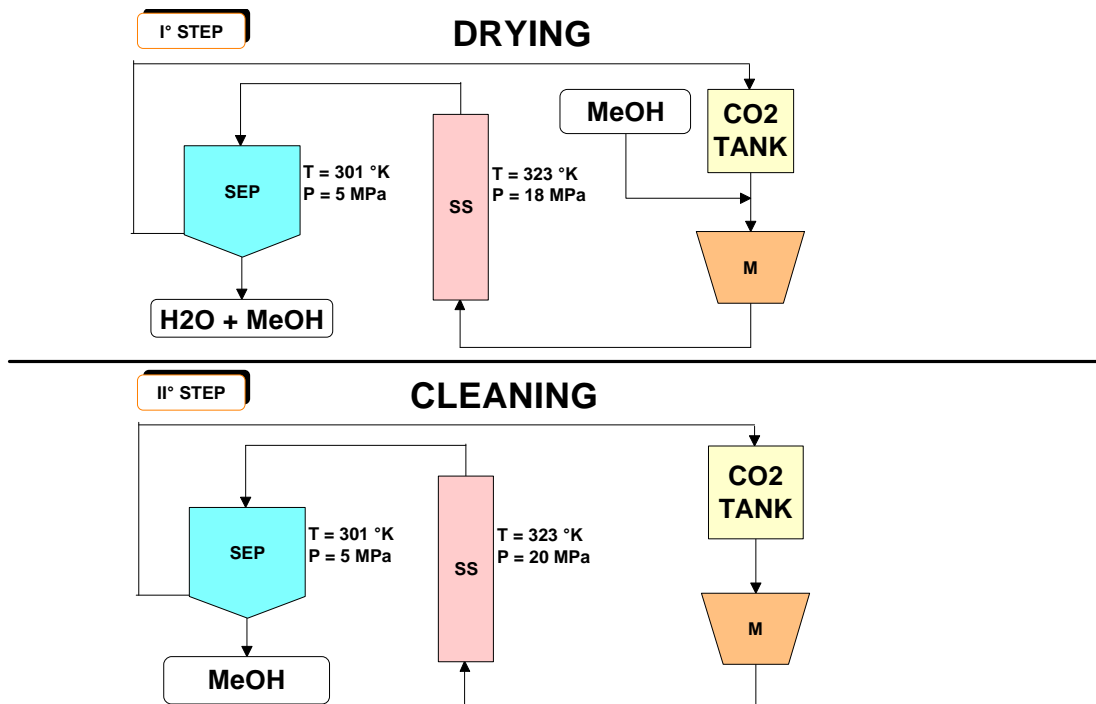 I° STEP
DRYING
MeOH
CO2
TANK
T = 301 °K
P = 5 MPa
SEP
T = 323 °K
P = 18 MPa
SS
M
H2O + MeOH
II° STEP
CLEANING
CO2
TANK
T = 301 °K
P = 5 MPa
SEP
T = 323 °K
P = 20 MPa
SS
M
MeOH